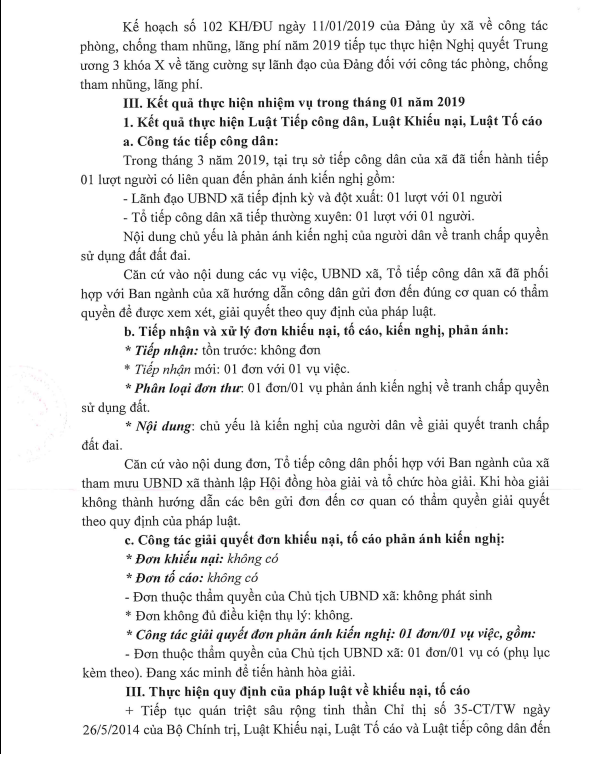 Kế hoạch số 102 KH/ĐU ngày 11/01/2019 của Đảng ủy xã về công tác
phòng, chống tham nhũng, lãng phí năm 2019 tiếp tục thực hiện Nghị quyết Trung
ương 3 khóa X về tăng cường sự lãnh đạo của Đảng đối với công tác phòng, chống
tham nhũng, lãng phí.
III. Kết quả thực hiện nhiệm vụ trong tháng 01 năm 2019
1. Kết quả thực hiện Luật Tiếp công dân, Luật Khiếu nại, Luật Tố cáo
a. Công tác tiếp công dân:
Trong tháng 3 năm 2019, tại trụ sở tiếp công dân của xã đã tiến hành tiếp
01 lượt người có liên quan đến phản ánh kiến nghị gồm:
- Lãnh đạo UBND xã tiếp định kỳ và đột xuất: 01 lượt với 01 người
- Tổ tiếp công dân xã tiếp thường xuyên: 01 lượt với 01 người.
Nội dung chủ yếu là phản ánh kiến nghị của người dân về tranh chấp quyền
sử dụng đất đất đai.
Căn cứ vào nội dung các vụ việc, UBND xã, Tổ tiếp công dân xã đã phối
hợp với Ban ngành của xã hướng dẫn công dân gửi đơn đến đúng cơ quan có thẩm
quyền để được xem xét, giải quyết theo quy định của pháp luật.
b. Tiếp nhận và xử lý đơn khiếu nại, tố cáo, kiến nghị, phản ánh:
* Tiếp nhận: tồn trước: không đơn
* Tiếp nhận mới: 01 đơn với 01 vụ việc.
* Phân loại đơn thư: 01 đơn/01 vụ phản ánh kiến nghị về tranh chấp quyền
sử dụng đất.
* Nội dung: chủ yếu là kiến nghị của người dân về giải quyết tranh chấp
đất đai.
Căn cứ vào nội dung đơn, Tổ tiếp công dân phối hợp với Ban ngành của xã
tham mưu UBND xã thành lập Hội đồng hòa giải và tổ chức hòa giải. Khi hòa giải
không thành hướng dẫn các bên gửi đơn đến cơ quan có thẩm quyền giải quyết
theo quy định của pháp luật.
c. Công tác giải quyết đơn khiếu nại, tố cáo phản ánh kiến nghị:
* Đơn khiếu nại: không có
* Đơn tố cáo: không có
- Đơn thuộc thẩm quyền của Chủ tịch UBND xã: không phát sinh
* Đơn không đủ điều kiện thụ lý: không.
* Công tác giải quyết đơn phản ánh kiến nghị: 01 đơn/01 vụ việc, gồm:
- Đơn thuộc thẩm quyền của Chủ tịch UBND xã: 01 đơn/01 vụ có (phụ lục
kèm theo). Đang xác minh để tiến hành hòa giải.
III. Thực hiện quy định của pháp luật về khiếu nại, tố cáo
+ Tiếp tục quán triệt sâu rộng tinh thần Chỉ thị số 35-CT/TW ngày
26/5/2014 của Bộ Chính trị, Luật Khiếu nại, Luật Tố cáo và Luật tiếp công dân đến